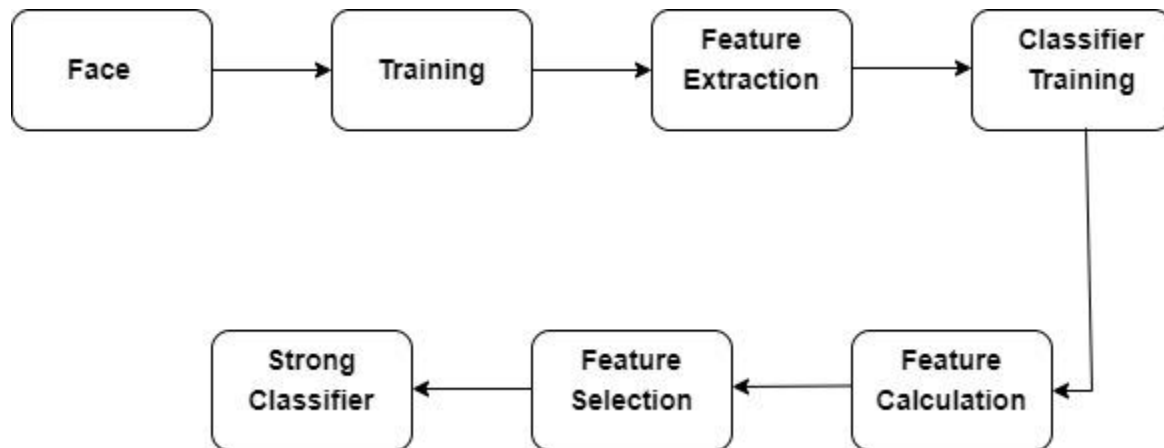 Face
Training
Feature
Extraction
Classifier
Training
Feature
Calculation
Feature
Selection
Strong
Classifier